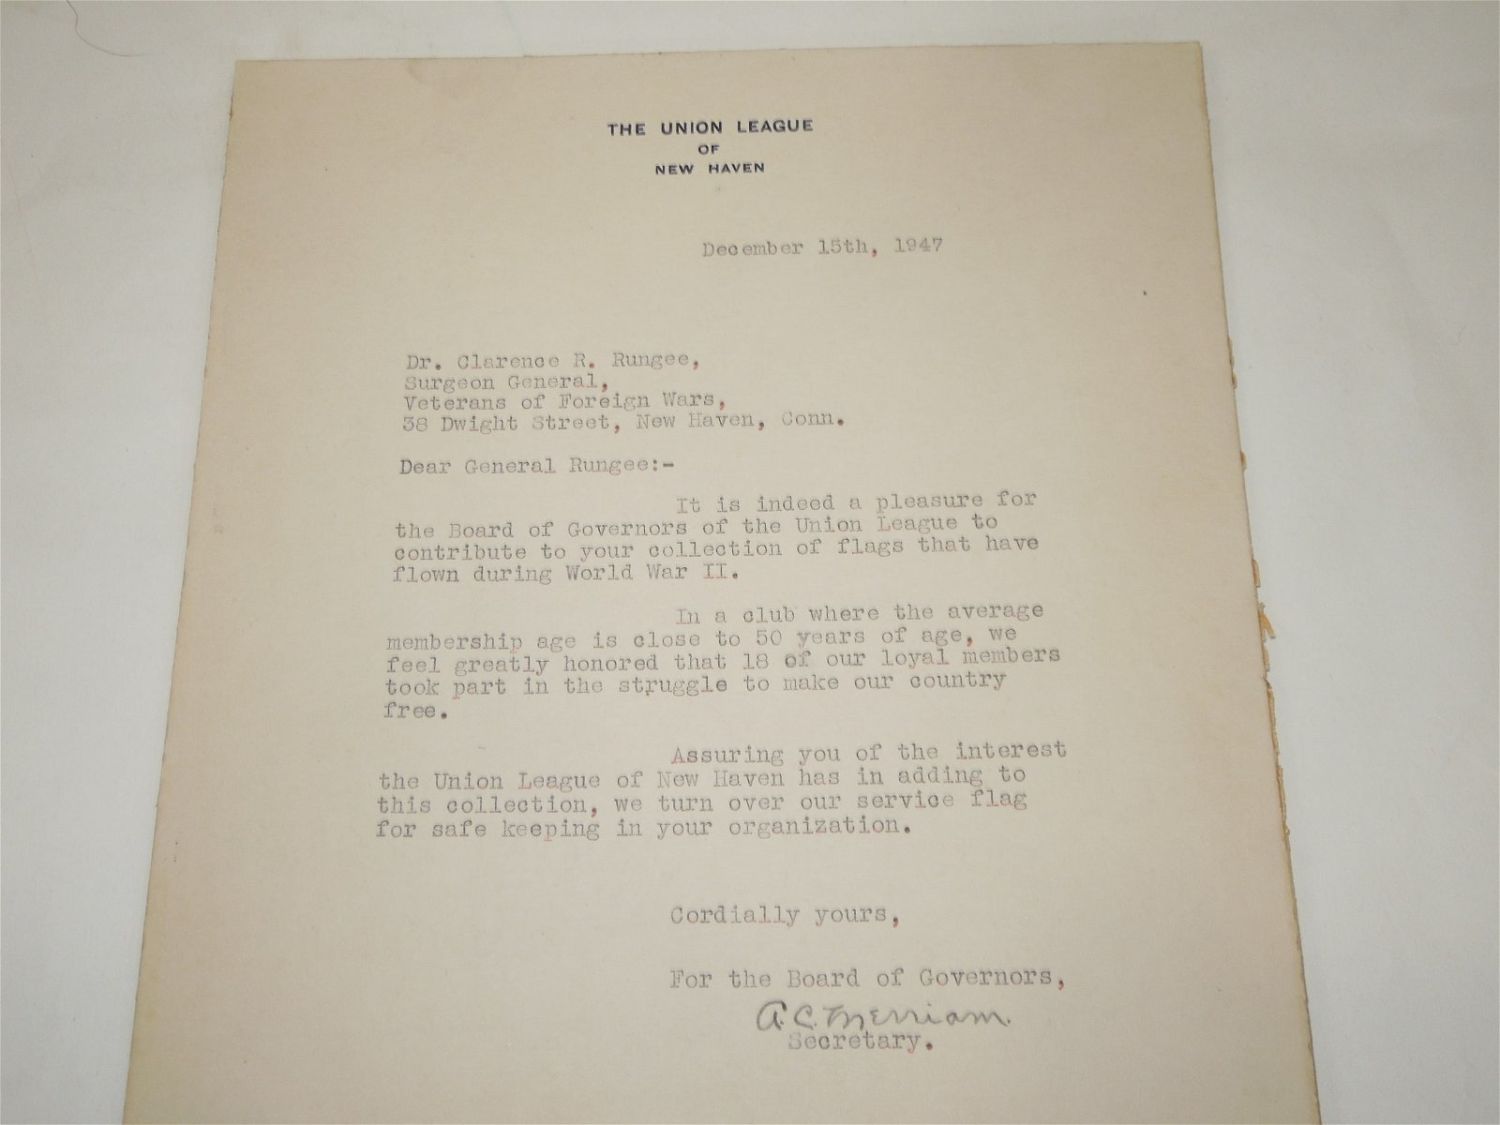 THE UNION LEAGUE
OF
NEW HAVEN
December 15th, 1947
Dr. Clarence R. Rungee,
Surgeon General,
Veterans of Foreign Wars,
38 Dwight Street, New Haven, Conn.
Dear General Rungee:-
It is indeed a pleasure for
the Board of Governors of the Union League to
contribute to your collection of flags that have
flown during World War II.
In a club where the average
membership age is close to 50 years of age, we
feel greatly honored that 18 of our loyal members
took part in the struggle to make our country
free.
Assuring you of the interest
the Union League of New Haven has in adding to
this collection, we turn over our service flag
for safe keeping in your organization.
Cordially yours,
For the Board of Governors,
A.C. Merriam.
Secretary.